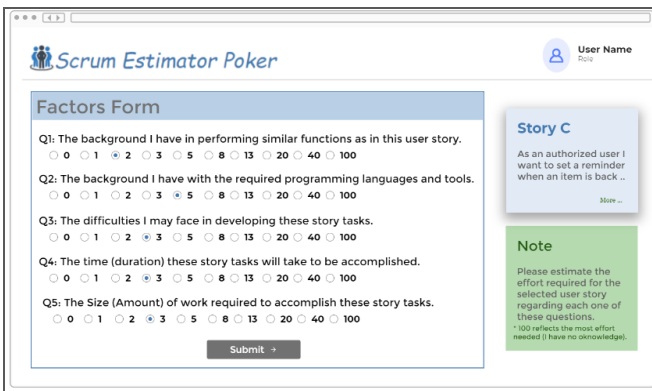 Scrum Estimator Poker
User Name
Role
Factors Form
Q1: The background I have in performing similar functions as in this user story.
0 1 2 3 5 8 13 20 40 100
Q2: The background I have with the required programming languages and tools.
0 1 2 3 5 8 13 20 40 100
Q3: The difficulties I may face in developing these story tasks.
0 1 2 3 5 8 13 20 40 100
Q4: The time (duration) these story tasks will take to be accomplished.
0 1 2 3 5 8 13 20 40 100
Q5: The Size (Amount) of work required to accomplish these story tasks.
0 1 2 3 5 8 13 20 40 100
Submit →
Story C
As an authorized user I
want to set a reminder
when an item is back ..
More ...
Note
Please estimate the
effort required for the
selected user story
regarding each one of
these questions.
* 100 reflects the most effort
needed (I have no oknowledge).